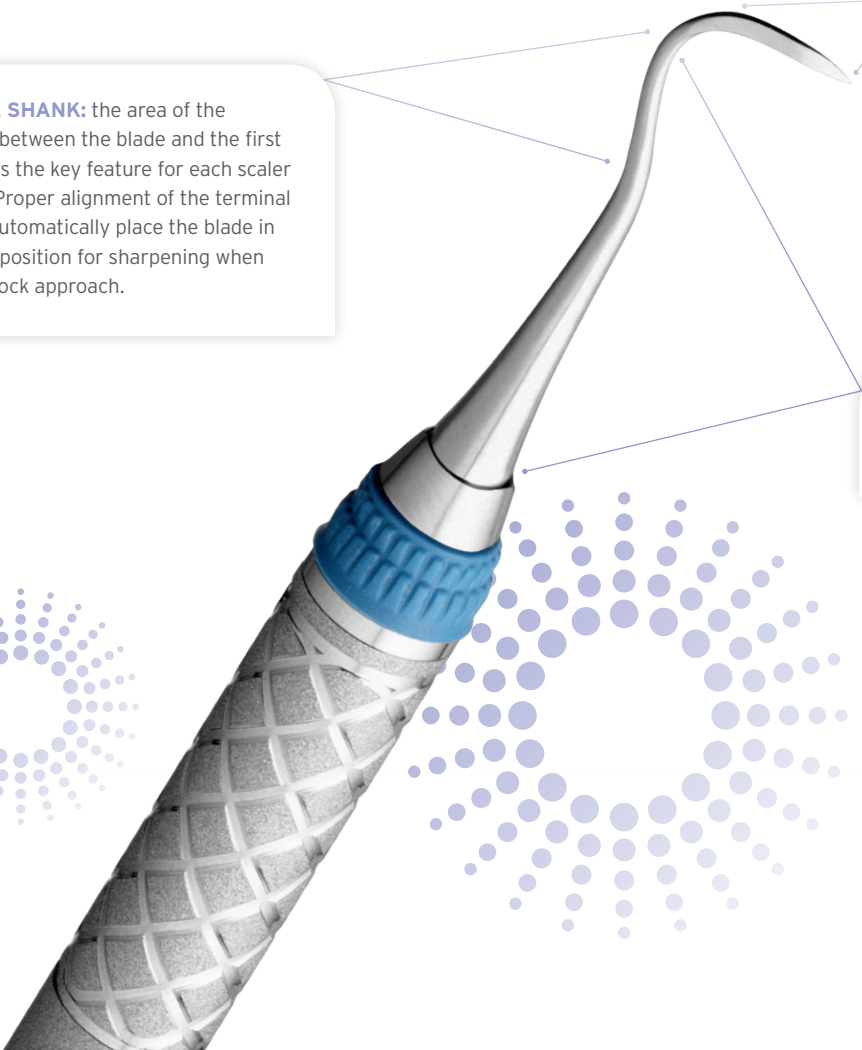 SHANK: the area of the
between the blade and the first
s the key feature for each scaler
Proper alignment of the terminal
utomatically place the blade in
position for sharpening when
ock approach.